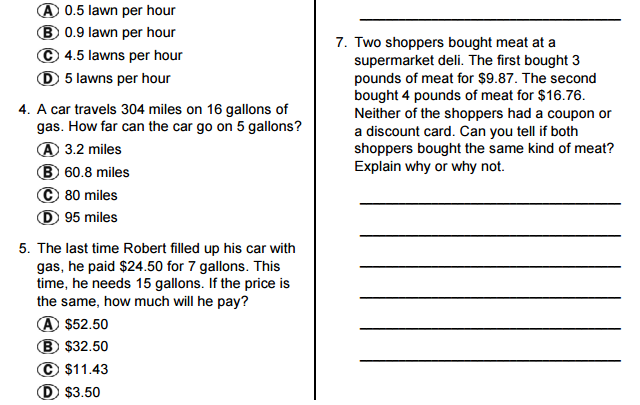 A 0.5 lawn per hour
B 0.9 lawn per hour
C 4.5 lawns per hour
D 5 lawns per hour
4. A car travels 304 miles on 16 gallons of
gas. How far can the car go on 5 gallons?
A 3.2 miles
B 60.8 miles
C 80 miles
D 95 miles
5. The last time Robert filled up his car with
gas, he paid $24.50 for 7 gallons. This
time, he needs 15 gallons. If the price is
the same, how much will he pay?
A $52.50
B $32.50
C $11.43
D $3.50
7. Two shoppers bought meat at a
supermarket deli. The first bought 3
pounds of meat for $9.87. The second
bought 4 pounds of meat for $16.76.
Neither of the shoppers had a coupon or
a discount card. Can you tell if both
shoppers bought the same kind of meat?
Explain why or why not.